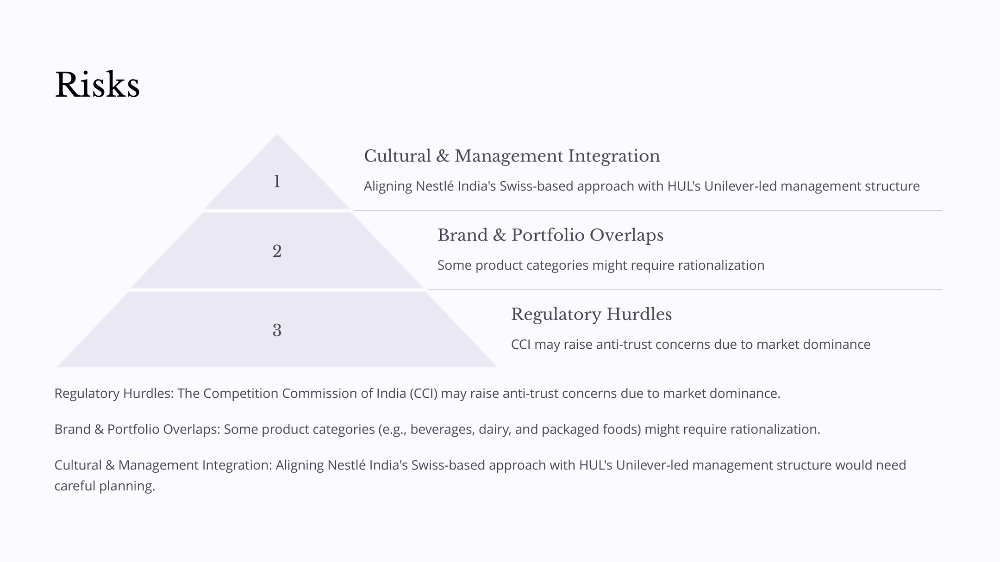 Risks
1
Cultural & Management Integration
Aligning Nestlé India's Swiss-based approach with HUL's Unilever-led management structure
2
Brand & Portfolio Overlaps
Some product categories might require rationalization
3
Regulatory Hurdles
CCI may raise anti-trust concerns due to market dominance
Regulatory Hurdles: The Competition Commission of India (CCI) may raise anti-trust concerns due to market dominance.
Brand & Portfolio Overlaps: Some product categories (e.g., beverages, dairy, and packaged foods) might require rationalization.
Cultural & Management Integration: Aligning Nestlé India's Swiss-based approach with HUL's Unilever-led management structure would need
careful planning.